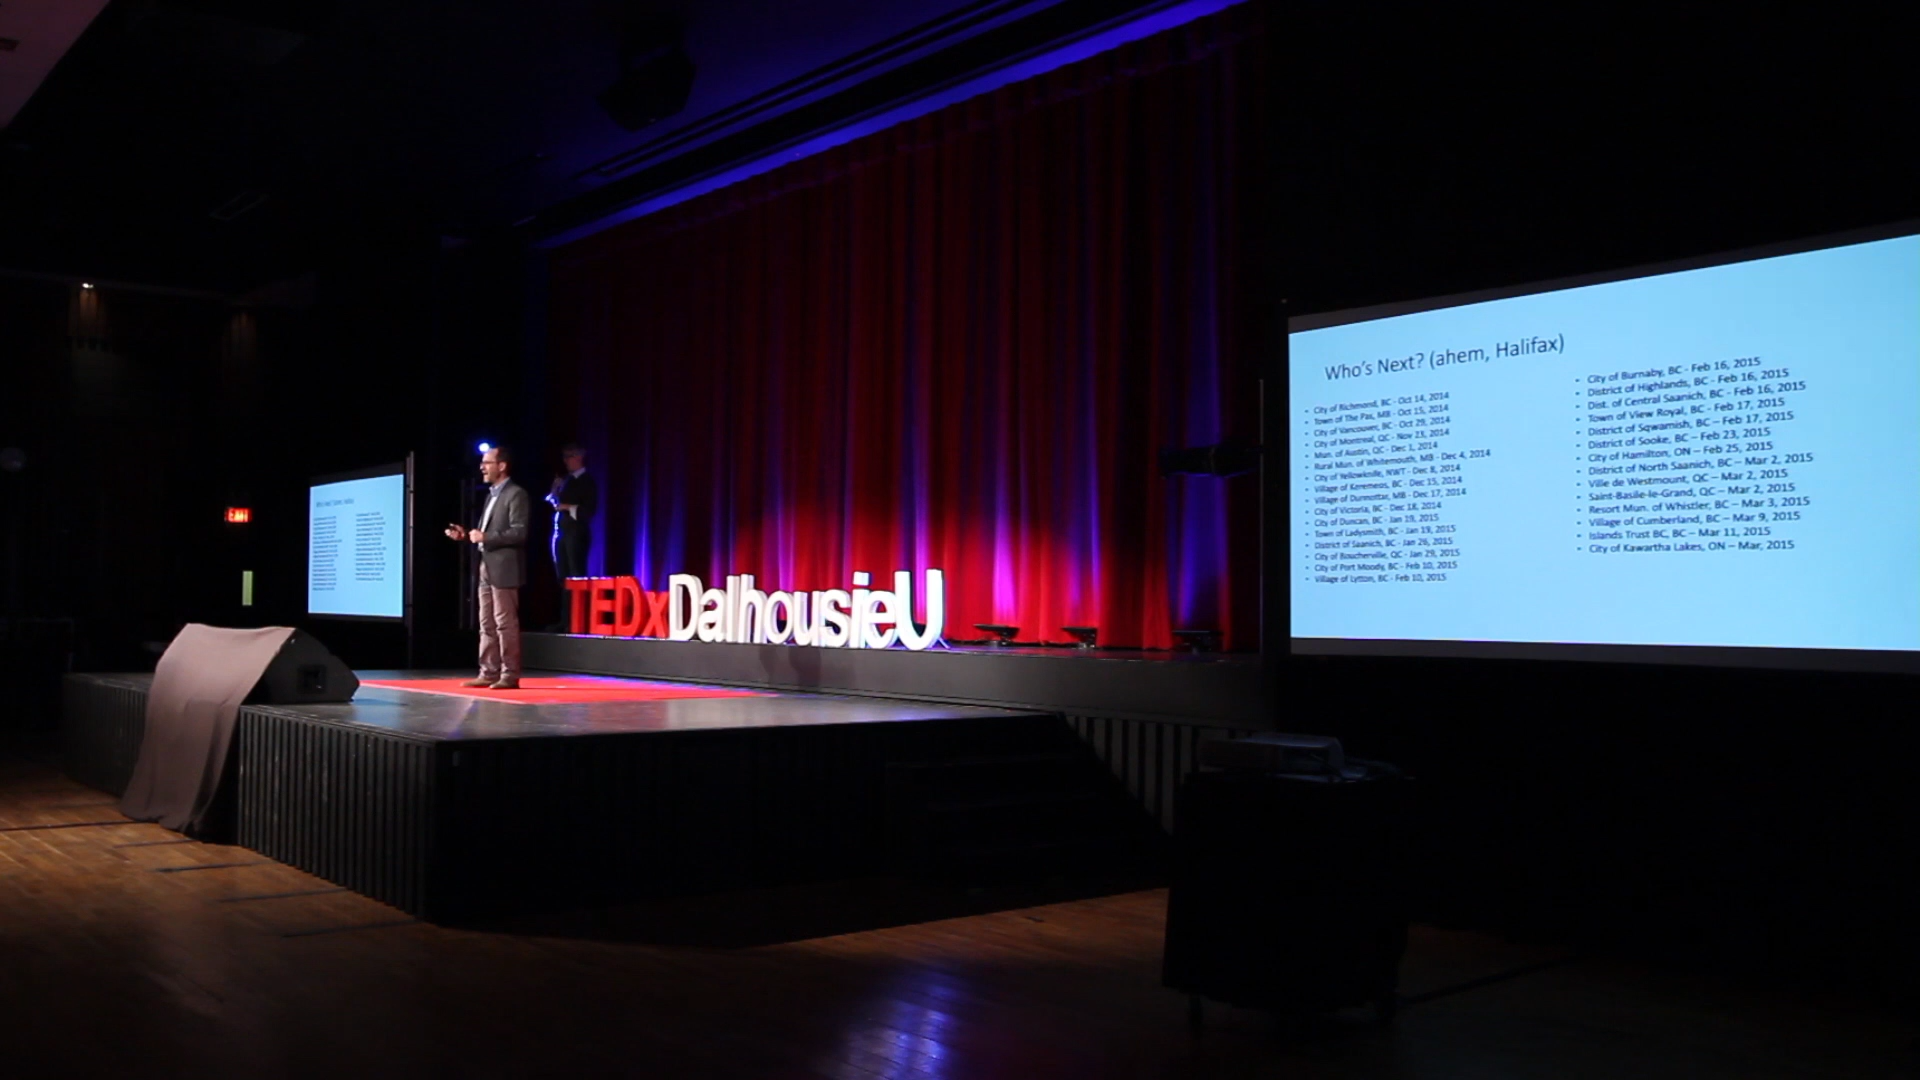 EXIT
TEDxDalhousieU
Who's Next? (ahem, Halifax)
City of Richmond, BC - Oct 14, 2014
Town of The Pas, MB - Oct 15, 2014
City of Vancouver, BC - Oct 29, 2014
City of Montreal, QC - Nov 23, 2014
Mun. of Austin, QC - Dec 1, 2014
Rural Mun. of Whitemouth, MB - Dec 4, 2014
City of Yellowknife, NWT - Dec 8, 2014
Village of Keremeos, BC - Dec 15, 2014
Village of Dunnottar, MB - Dec 17, 2014
City of Victoria, BC - Dec 18, 2014
City of Duncan, BC - Jan 19, 2015
Town of Ladysmith, BC - Jan 19, 2015
District of Saanich, BC - Jan 26, 2015
City of Boucherville, QC - Jan 29, 2015
City of Port Moody, BC - Feb 10, 2015
Village of Lytton, BC - Feb 10, 2015
City of Burnaby, BC - Feb 16, 2015
District of Highlands, BC - Feb 16, 2015
Dist. of Central Saanich, BC - Feb 16, 2015
Town of View Royal, BC - Feb 17, 2015
District of Sqwamish, BC – Feb 17, 2015
District of Sooke, BC – Feb 23, 2015
City of Hamilton, ON – Feb 25, 2015
District of North Saanich, BC – Mar 2, 2015
Ville de Westmount, QC – Mar 2, 2015
Saint-Basile-le-Grand, QC – Mar 2, 2015
Resort Mun. of Whistler, BC – Mar 3, 2015
Village of Cumberland, BC – Mar 9, 2015
Islands Trust BC, BC – Mar 11, 2015
City of Kawartha Lakes, ON – Mar, 2015